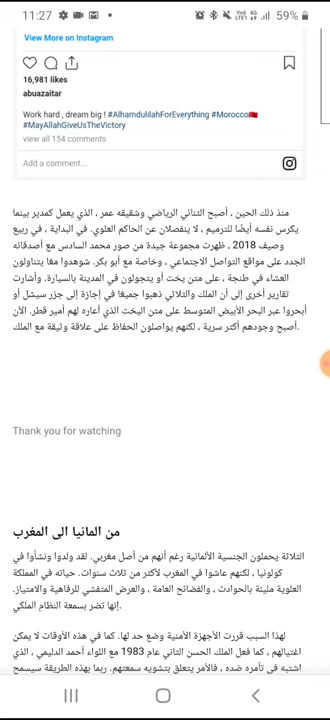 11:27
59%
View More on Instagram
16,981 likes
abuazaitar
Work hard , dream big ! #AlhamdulilahForEverything #Morocco🇲🇦
#MayAllahGiveUsTheVictory
view all 154 comments
Add a comment...
منذ ذلك الحين ، أصبح الثنائي الرياضي وشقيقه عمر ، الذي يعمل كمدير بينما
يكرس نفسه أيضًا للترميم ، لا ينفصلان عن الحاكم العلوي. في البداية ، في ربيع
وصيف 2018 ، ظهرت مجموعة جيدة من صور محمد السادس مع أصدقائه
الجدد على مواقع التواصل الاجتماعي ، وخاصة مع أبو بكر. شوهدوا معًا يتناولون
العشاء في طنجة ، على متن يخت أو يتجولون في المدينة بالسيارة. وأشارت
تقارير أخرى إلى أن الملك والثلاثي ذهبوا جميعًا في إجازة إلى جزر سيشل أو
أبحروا عبر البحر الأبيض المتوسط على متن اليخت الذي أعاره لهم أمير قطر. الآن
أصبح وجودهم أكثر سرية ، لكنهم يواصلون الحفاظ على علاقة وثيقة مع الملك.
Thank you for watching
من المانيا الى المغرب
الثلاثة يحملون الجنسية الألمانية رغم أنهم من أصل مغربي. لقد ولدوا ونشأوا في
كولونيا ، لكنهم عاشوا في المغرب لأكثر من ثلاث سنوات. حياته في المملكة
العلوية مليئة بالحوادث ، والفضائح العامة ، والعرض المتفشي للرفاهية والامتياز.
إنها تضر بسمعة النظام الملكي.
لهذا السبب قررت الأجهزة الأمنية وضع حد لها. كما في هذه الأوقات لا يمكن
اغتيالهم ، كما فعل الملك الحسن الثاني عام 1983 مع اللواء أحمد الدليمي ، الذي
اشتبه في تآمره ضده ، فالأمر يتعلق بتشويه سمعتهم. ربما بهذه الطريقة سيسمح